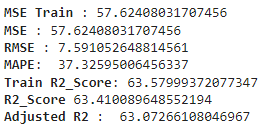 MSE Train : 57.62408031707456
MSE : 57.62408031707456
RMSE : 7.591052648814561
MAPE: 37.32595006456337
Train R2_Score: 63.57999372077347
R2_Score 63.410089648552194
Adjusted R2 : 63.07266108046967